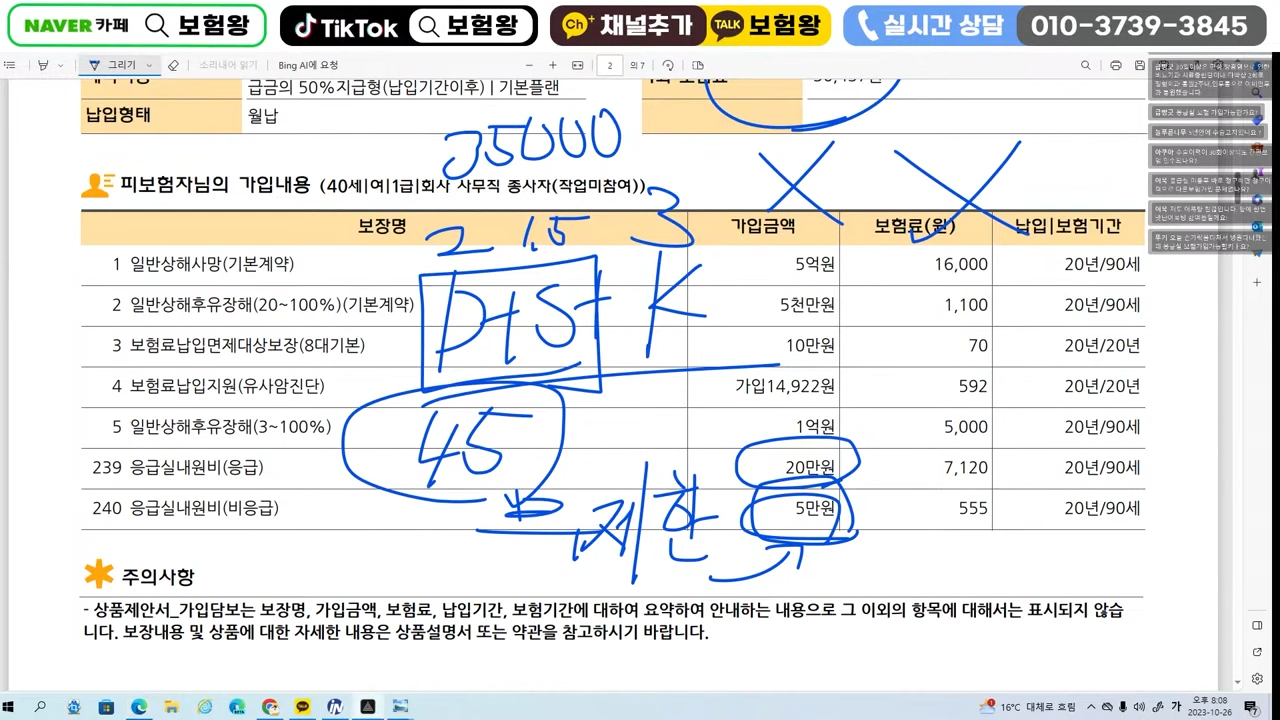 NAVER 카페 보험왕 TikTok 보험왕 Ch+ 채널추가 TALK 보험왕 실시간 상담 010-3739-3845
그리기 소리내어 읽기 Bing AI에 요청 2 의 7
급금의 50%지급형(납입기간이후) | 기본플랜
납입형태 월납
35000
피보험자님의 가입내용 (40세|여|1급|회사 사무직 종사자(작업미참여))
보장명 가입금액 보험료(원) 납입|보험기간
2 1.5 3
1 일반상해사망(기본계약) 5억원 16,000 20년/90세
2 일반상해후유장해(20~100%)(기본계약) 5천만원 1,100 20년/90세
D+S+K
3 보험료납입면제대상보장(8대기본) 10만원 70 20년/20년
4 보험료납입지원(유사암진단) 가입14,922원 592 20년/20년
5 일반상해후유장해(3~100%) 1억원 5,000 20년/90세
45
239 응급실내원비(응급) 20만원 7,120 20년/90세
240 응급실내원비(비응급) 5만원 555 20년/90세
제한
주의사항
- 상품제안서_가입담보는 보장명, 가입금액, 보험료, 납입기간, 보험기간에 대하여 요약하여 안내하는 내용으로 그 이외의 항목에 대해서는 표시되지 않습
니다. 보장내용 및 상품에 대한 자세한 내용은 상품설명서 또는 약관을 참고하시기 바랍니다.
16°C 대체로 흐림 가 오후 8:08
2023-10-26